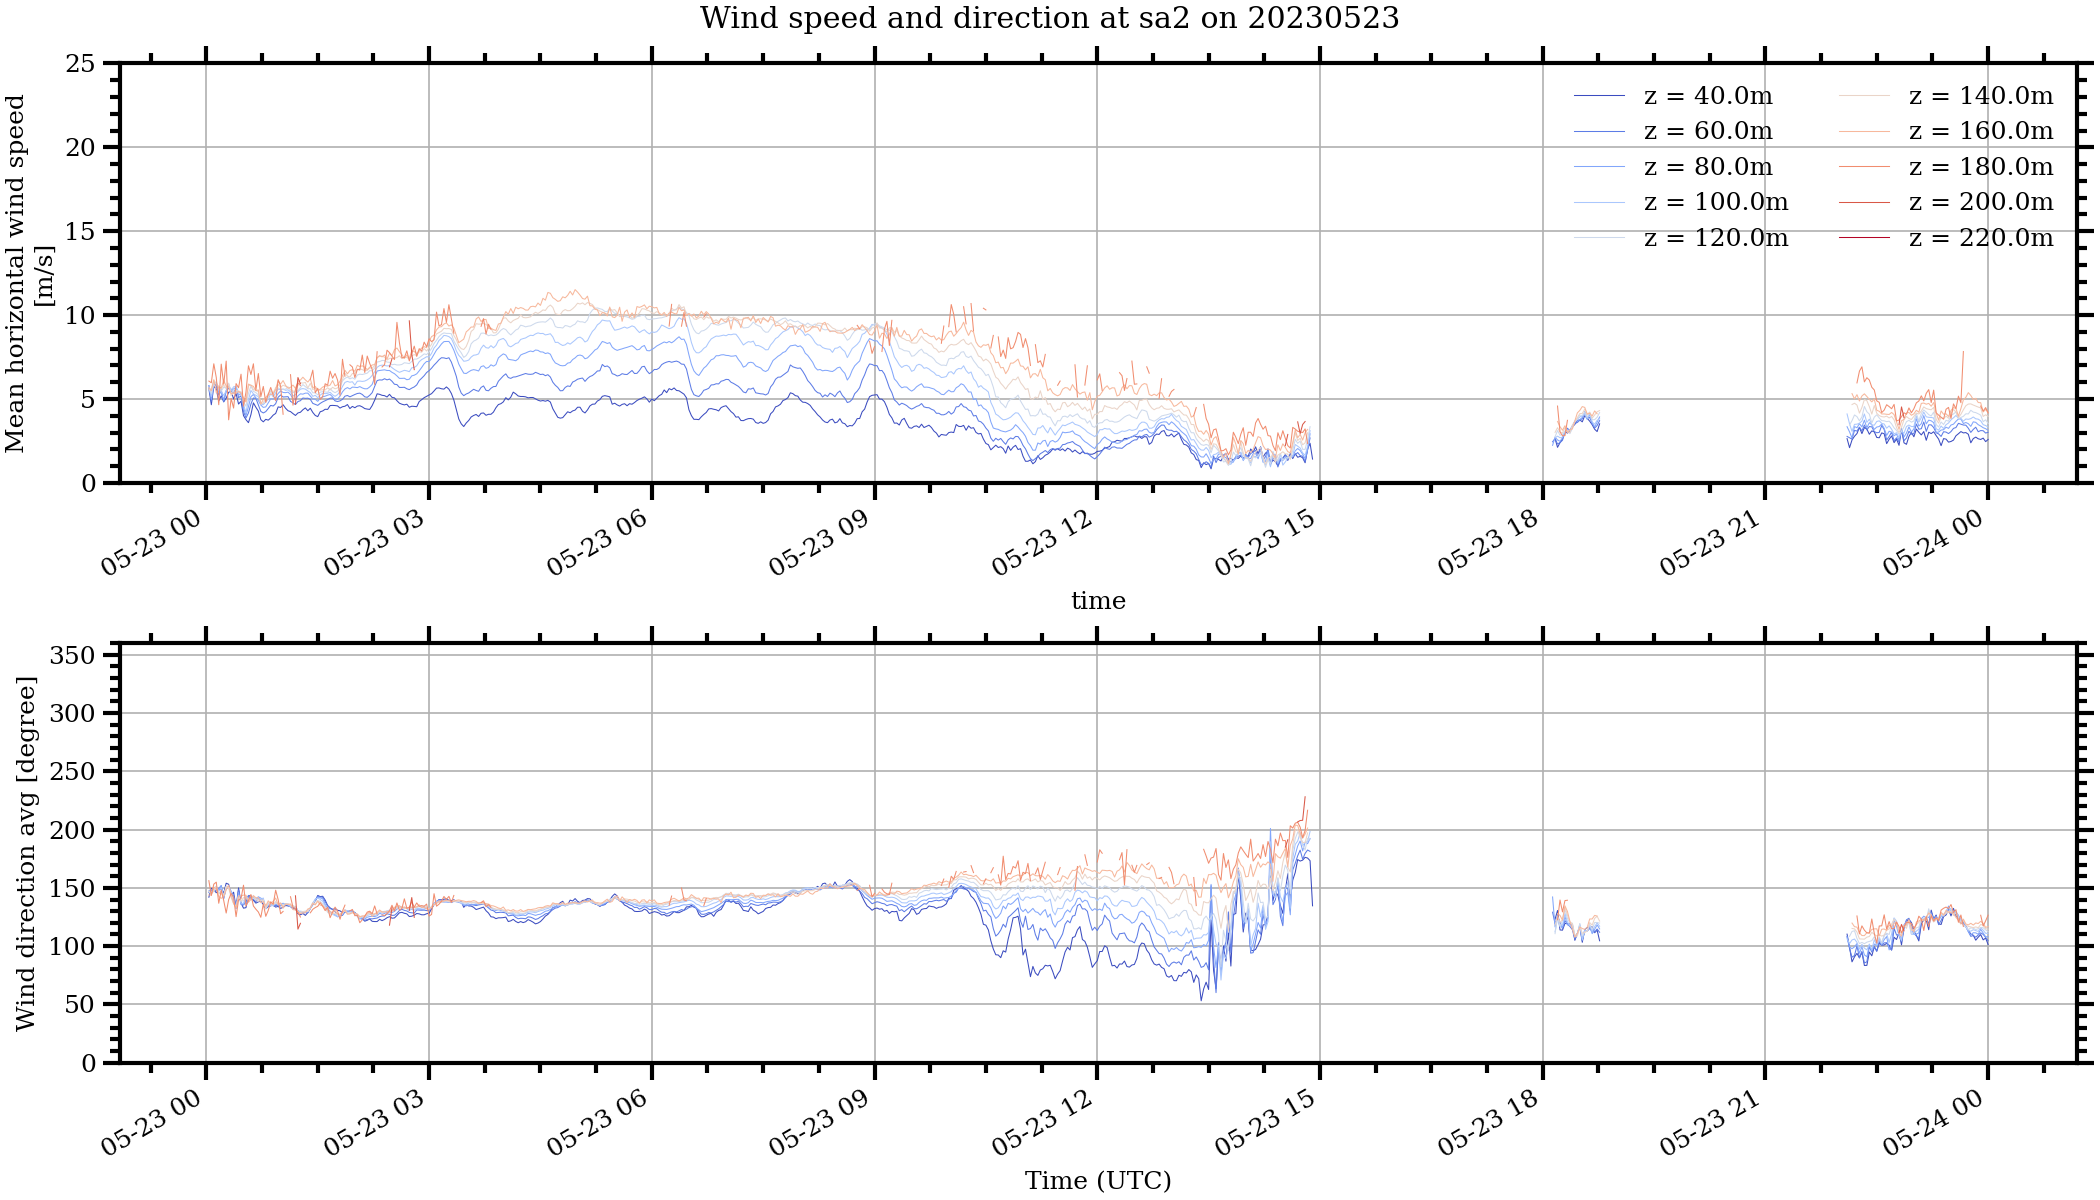 Wind speed and direction at sa2 on 20230523
Mean horizontal wind speed
[m/s]
25
20
15
10
5
0
z = 40.0m
z = 60.0m
z = 80.0m
z = 100.0m
z = 120.0m
z = 140.0m
z = 160.0m
z = 180.0m
z = 200.0m
z = 220.0m
05-23 00
05-23 03
05-23 06
05-23 09
05-23 12
05-23 15
05-23 18
05-23 21
05-24 00
time
Wind direction avg [degree]
350
300
250
200
150
100
50
0
05-23 00
05-23 03
05-23 06
05-23 09
05-23 12
05-23 15
05-23 18
05-23 21
05-24 00
Time (UTC)